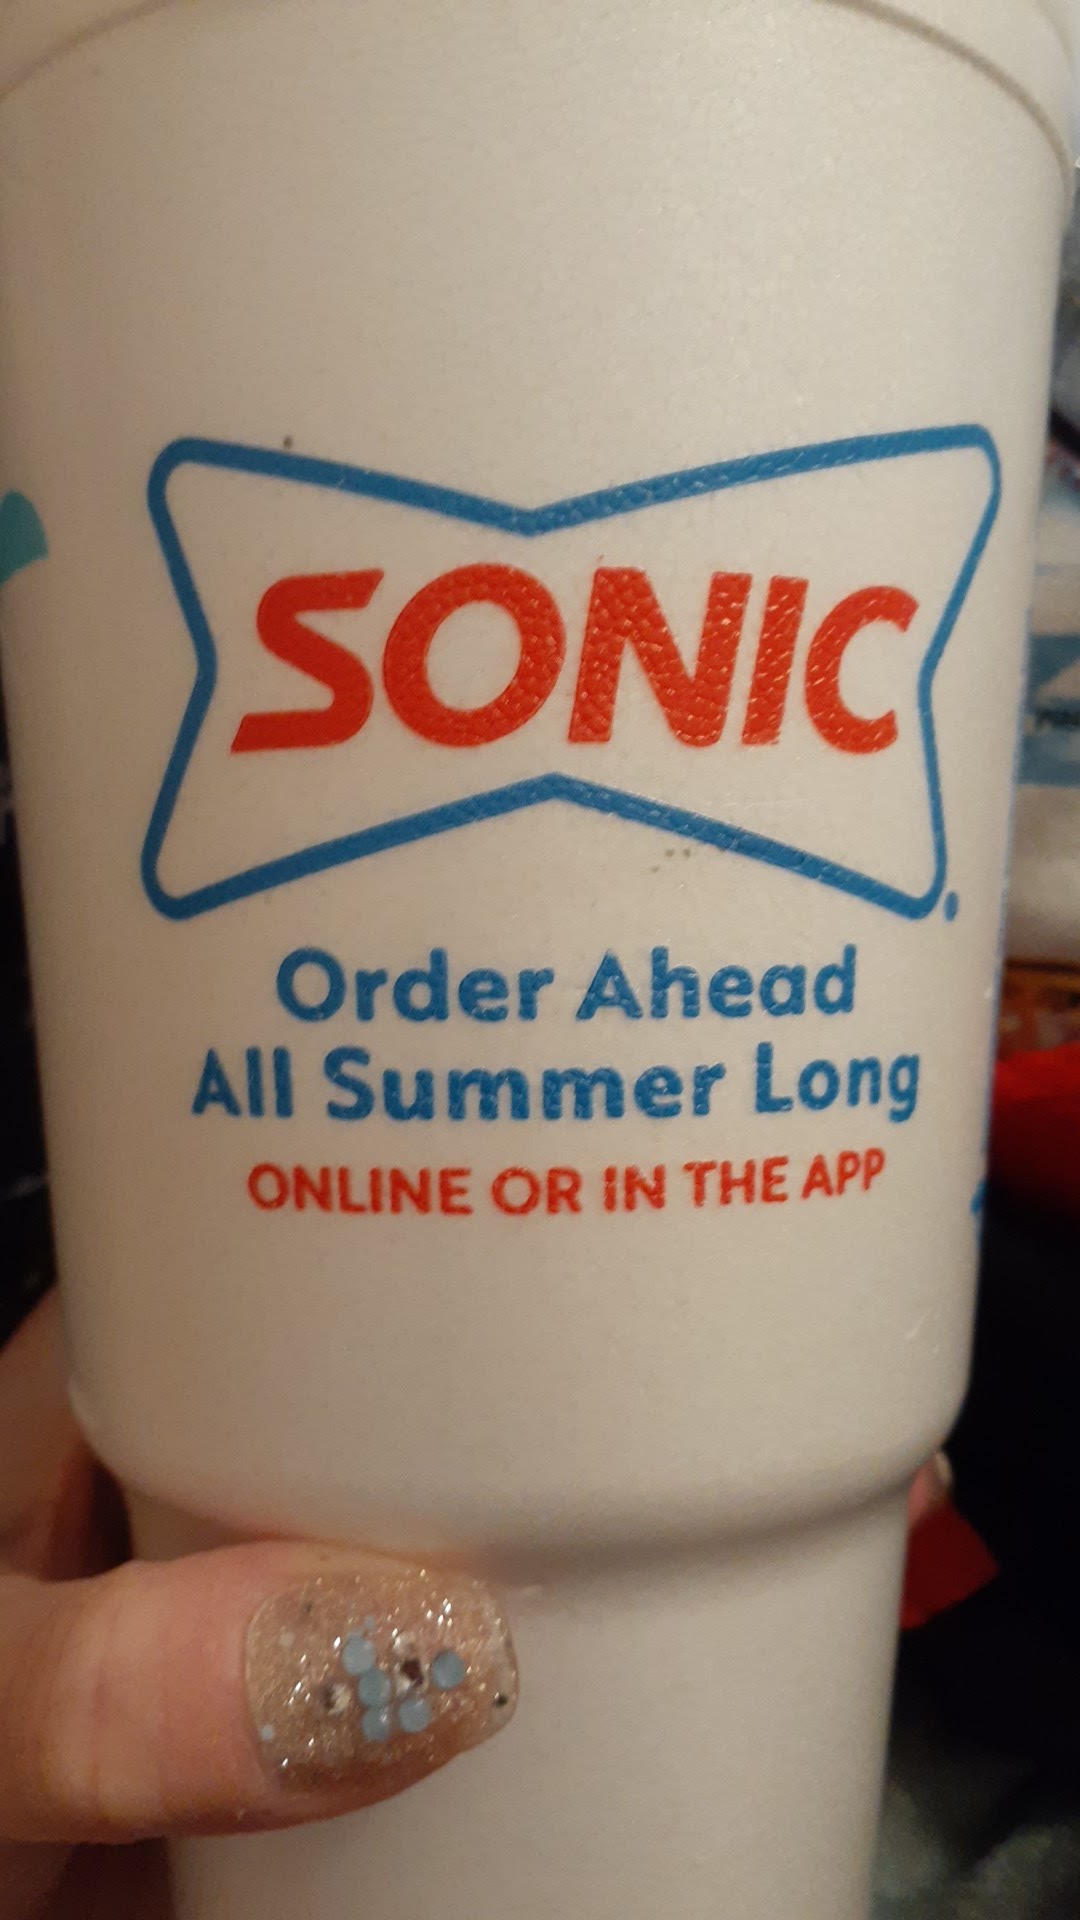 SONIC
Order Ahead
All Summer Long
ONLINE OR IN THE APP